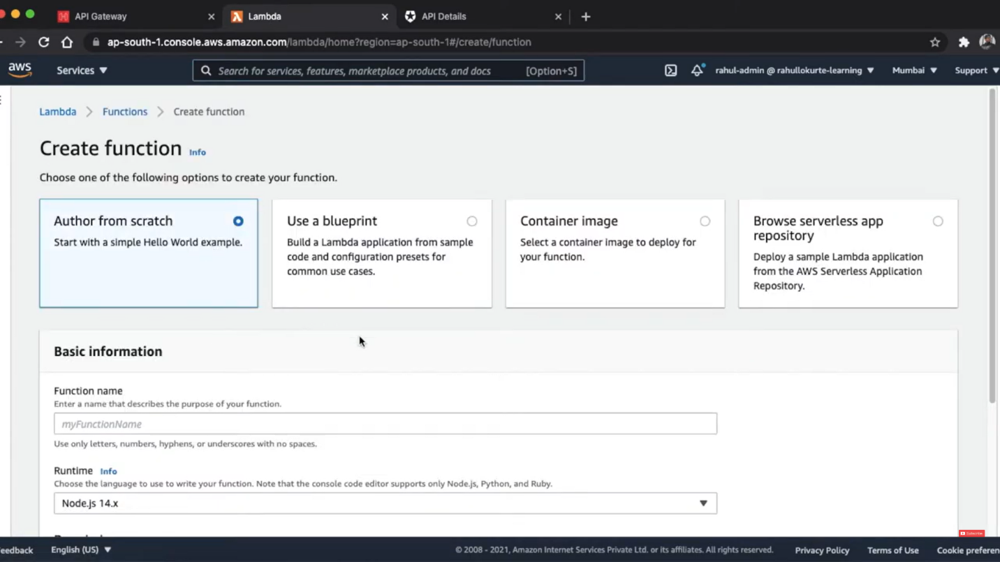 API Gateway
Lambda
API Details
ap-south-1.console.aws.amazon.com/lambda/home?region=ap-south-1#/create/function
aws
Services
Search for services, features, marketplace products, and docs [Option+S]
rahul-admin @ rahullokurte-learning
Mumbai
Support
Lambda
Functions
Create function
Create function Info
Choose one of the following options to create your function.
Author from scratch
Start with a simple Hello World example.
Use a blueprint
Build a Lambda application from sample
code and configuration presets for
common use cases.
Container image
Select a container image to deploy for
your function.
Browse serverless app
repository
Deploy a sample Lambda application
from the AWS Serverless Application
Repository.
Basic information
Function name
Enter a name that describes the purpose of your function.
myFunctionName
Use only letters, numbers, hyphens, or underscores with no spaces.
Runtime Info
Choose the language to use to write your function. Note that the console code editor supports only Node.js, Python, and Ruby.
Node.js 14.x
Subscribe
eedback
English (US)
© 2008 - 2021, Amazon Internet Services Private Ltd. or its affiliates. All rights reserved.
Privacy Policy
Terms of Use
Cookie preferen